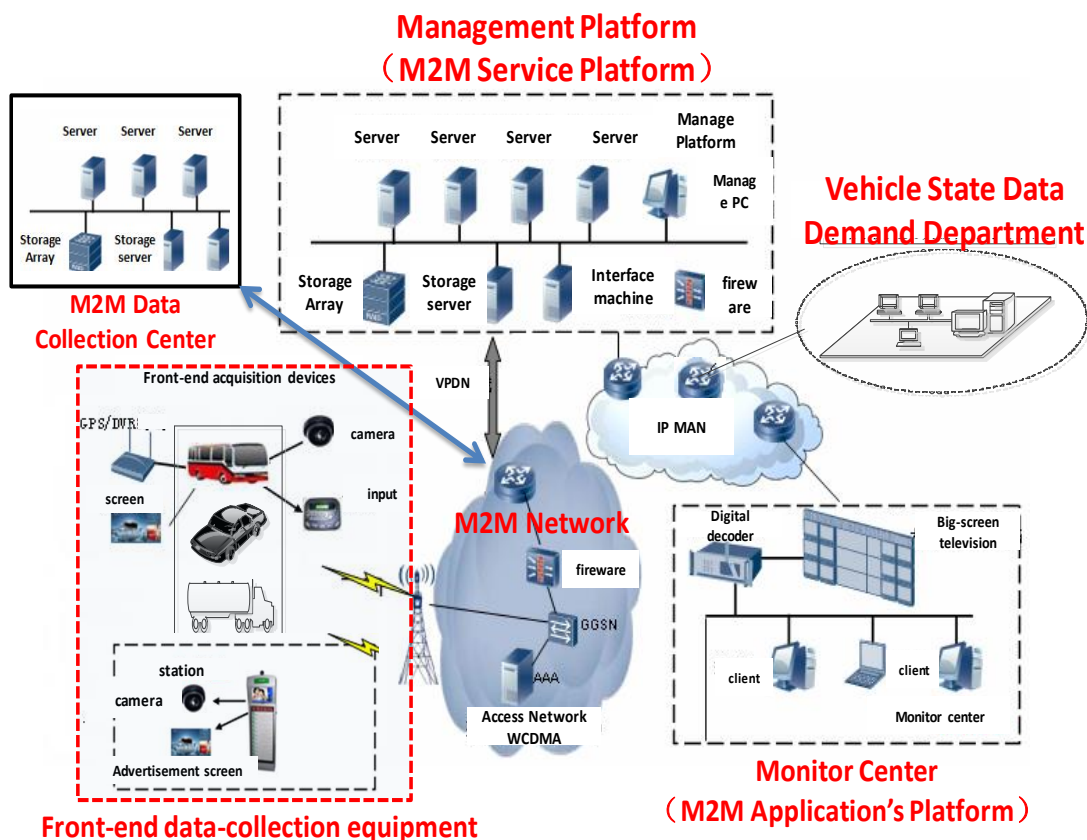 Management Platform
（M2M Service Platform）
Server Server Server
Storage
Array
Storage
server
M2M Data
Collection Center
Server Server Server Server
Manage
Platform
Manag
e PC
Storage
Array
Storage
server
Interface
machine
firew
are
Vehicle State Data
Demand Department
VPDN
IP MAN
Front-end acquisition devices
GPS/DVR
camera
screen
input
station
camera
Advertisement screen
Front-end data-collection equipment
M2M Network
fireware
GGSN
AAA
Access Network
WCDMA
Digital
decoder
Big-screen
television
client
client
Monitor center
Monitor Center
（M2M Application’s Platform）